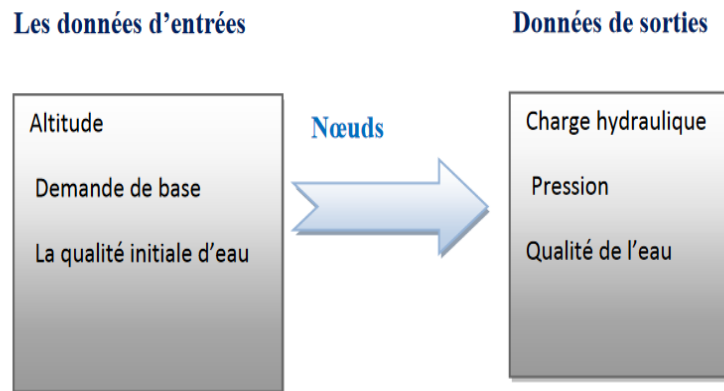 Les données d'entrées
Données de sorties
Altitude
Demande de base
La qualité initiale d'eau
Nœuds
Charge hydraulique
Pression
Qualité de l'eau